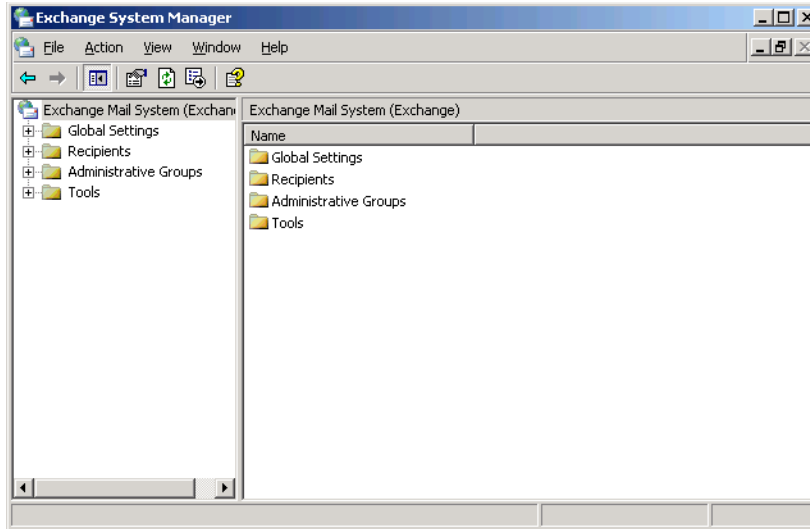 Exchange System Manager
File Action View Window Help
Exchange Mail System (Exchan
Global Settings
Recipients
Administrative Groups
Tools
Exchange Mail System (Exchange)
Name
Global Settings
Recipients
Administrative Groups
Tools